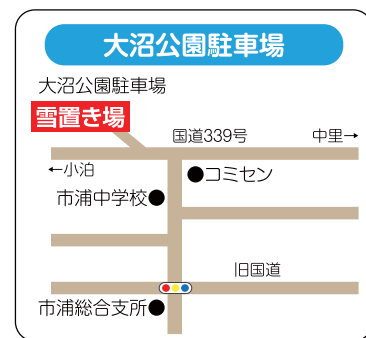 大沼公園駐車場
大沼公園駐車場
雪置き場
国道339号
中里→
←小泊
●コミセン
市浦中学校●
旧国道
市浦総合支所●